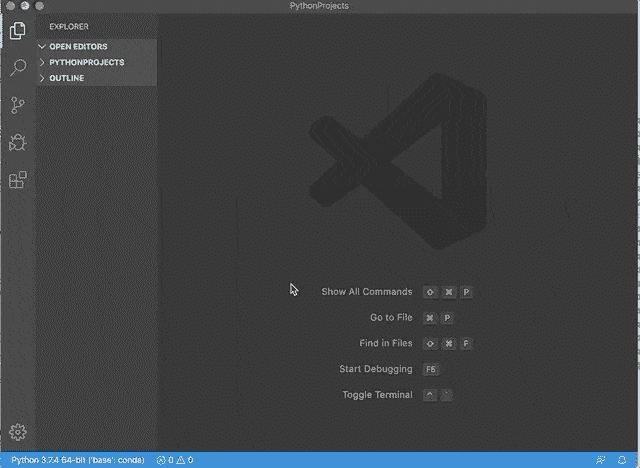 PythonProjects
EXPLORER
OPEN EDITORS
PYTHONPROJECTS
OUTLINE
Show All Commands ⇧ ⌘ P
Go to File ⌘ P
Find in Files ⇧ ⌘ F
Start Debugging F5
Toggle Terminal ^ `
Python 3.7.4 64-bit ('base': conda) 0 0